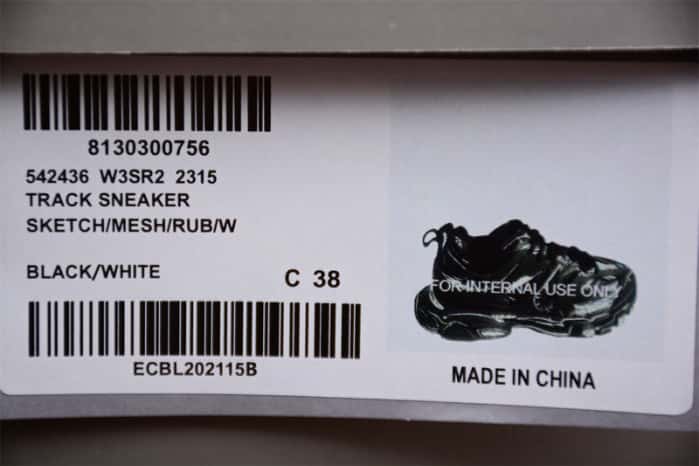 8130300756
542436 W3SR2 2315
TRACK SNEAKER
SKETCH/MESH/RUB/W
BLACK/WHITE
C 38
ECBL202115B
FOR INTERNAL USE ONLY
MADE IN CHINA